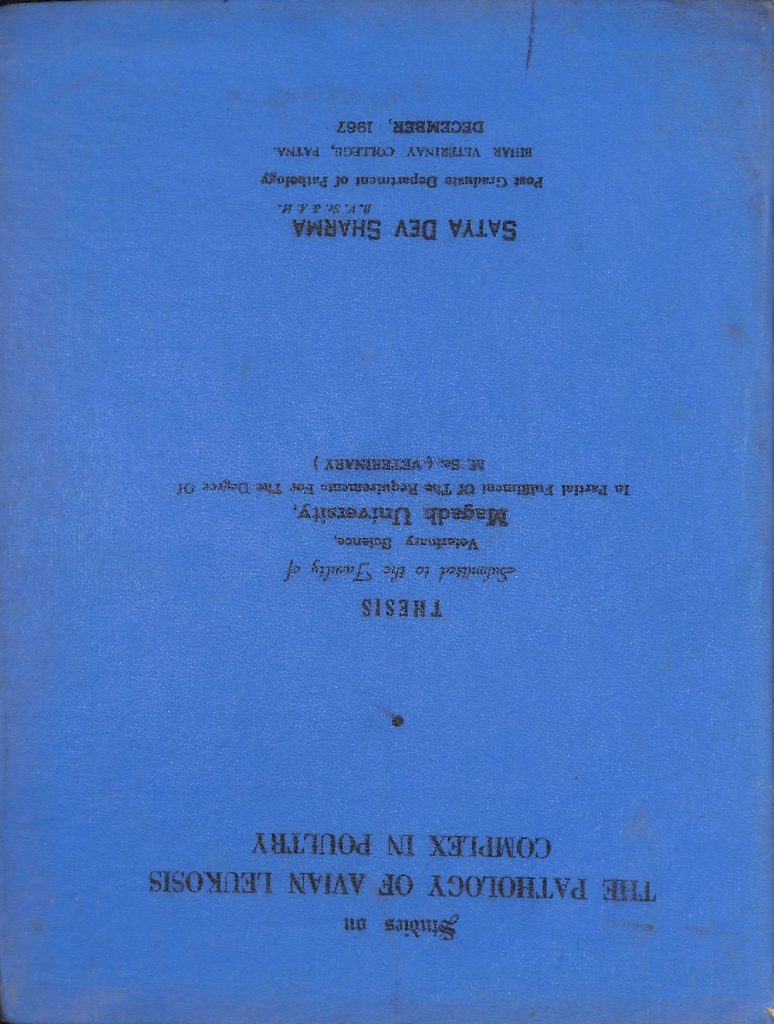 Studies on
THE PATHOLOGY OF AVIAN LEUKOSIS
COMPLEX IN POULTRY
THESIS
Submitted to the Faculty of
Veterinary Science,
Magadh University,
In Partial Fulfilment Of The Requirements For The Degree Of
M. Sc. ( VETERINARY )
SATYA DEV SHARMA
B. V. Sc. & A. H.
Post Graduate Department of Pathology
BIHAR VETERINAY COLLEGE, PATNA.
DECEMBER, 1967